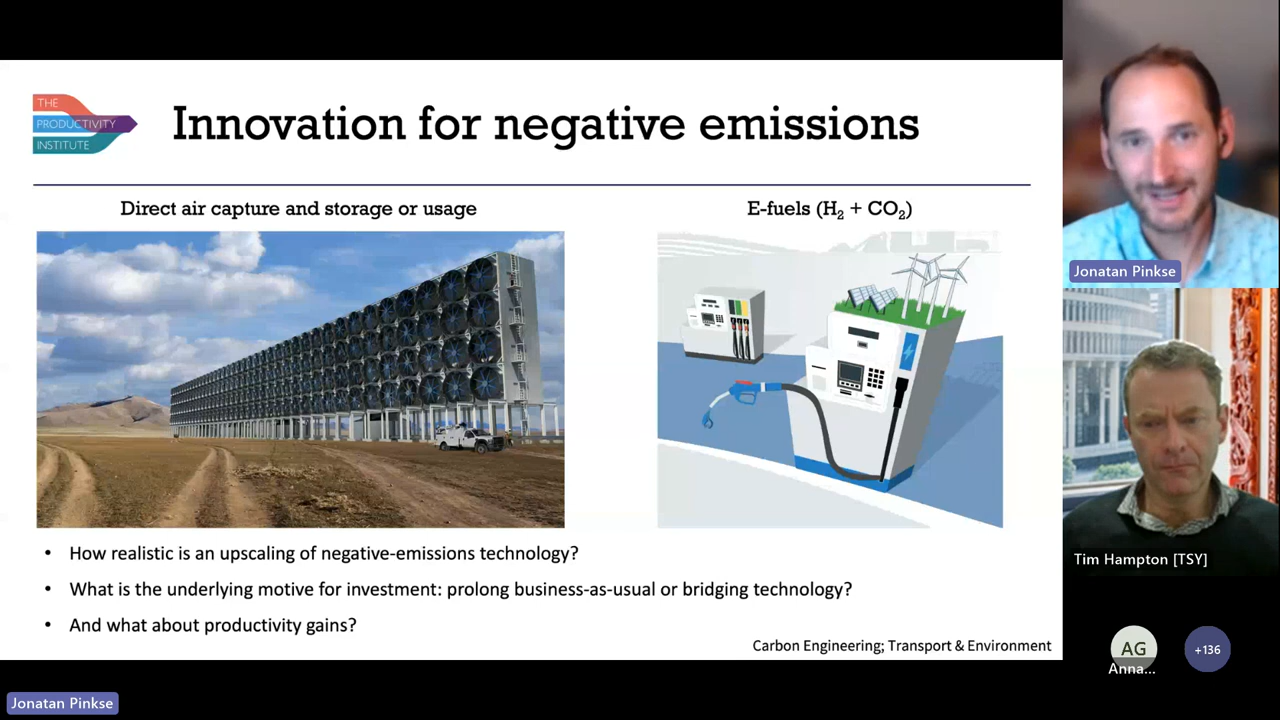 THE
PRODUCTIVITY
INSTITUTE
Innovation for negative emissions
Direct air capture and storage or usage
E-fuels (H₂ + CO₂)
• How realistic is an upscaling of negative-emissions technology?
• What is the underlying motive for investment: prolong business-as-usual or bridging technology?
• And what about productivity gains?
Carbon Engineering; Transport & Environment
Jonatan Pinkse
Tim Hampton [TSY]
AG
Anna...
+136
Jonatan Pinkse